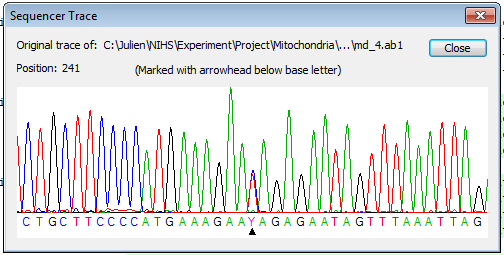 Sequencer Trace
Original trace of: C:\Julien\NIHS\Experiment\Project\Mitochondria\...\md_4.ab1
Close
Position: 241 (Marked with arrowhead below base letter)
CTGCTTCCCCATGAAAGAAYAGAGAATAGTTTAAATTAG